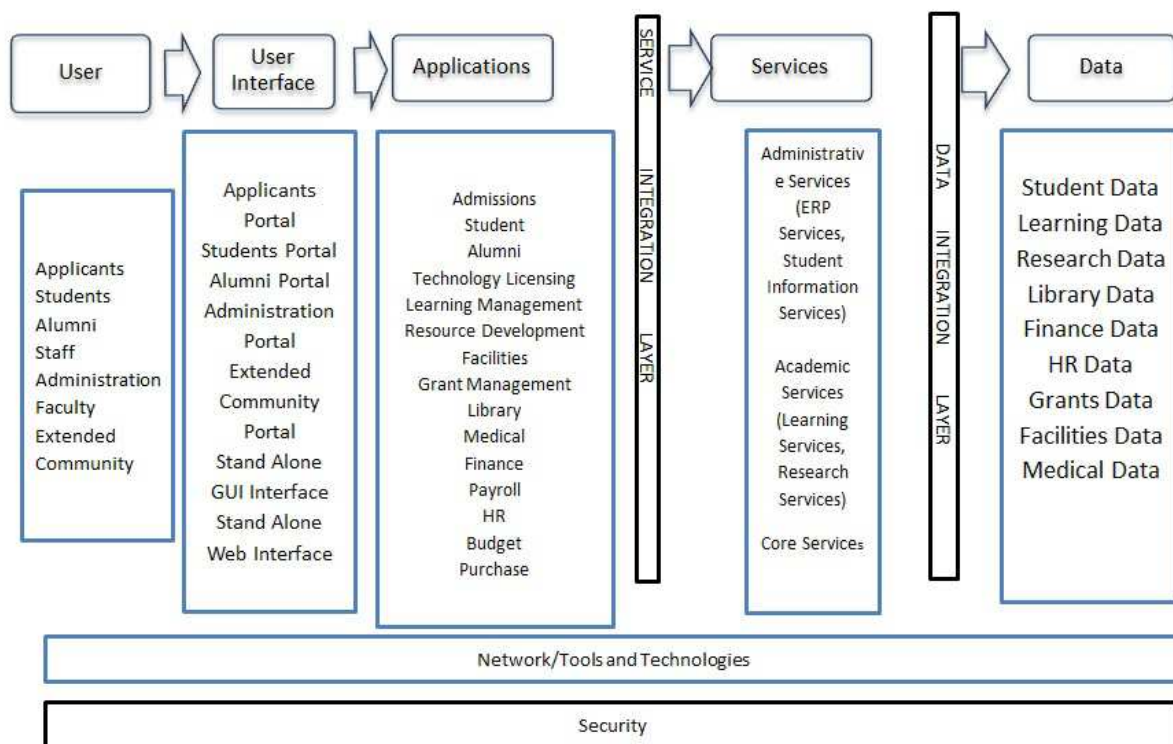 User
User
Interface
Applications
SERVICE INTEGRATION LAYER
Services
DATA INTEGRATION LAYER
Data
Applicants
Students
Alumni
Staff
Administration
Faculty
Extended
Community
Applicants
Portal
Students Portal
Alumni Portal
Administration
Portal
Extended
Community
Portal
Stand Alone
GUI Interface
Stand Alone
Web Interface
Admissions
Student
Alumni
Technology Licensing
Learning Management
Resource Development
Facilities
Grant Management
Library
Medical
Finance
Payroll
HR
Budget
Purchase
Administrativ
e Services
(ERP
Services,
Student
Information
Services)
Academic
Services
(Learning
Services,
Research
Services)
Core Services
Student Data
Learning Data
Research Data
Library Data
Finance Data
HR Data
Grants Data
Facilities Data
Medical Data
Network/Tools and Technologies
Security